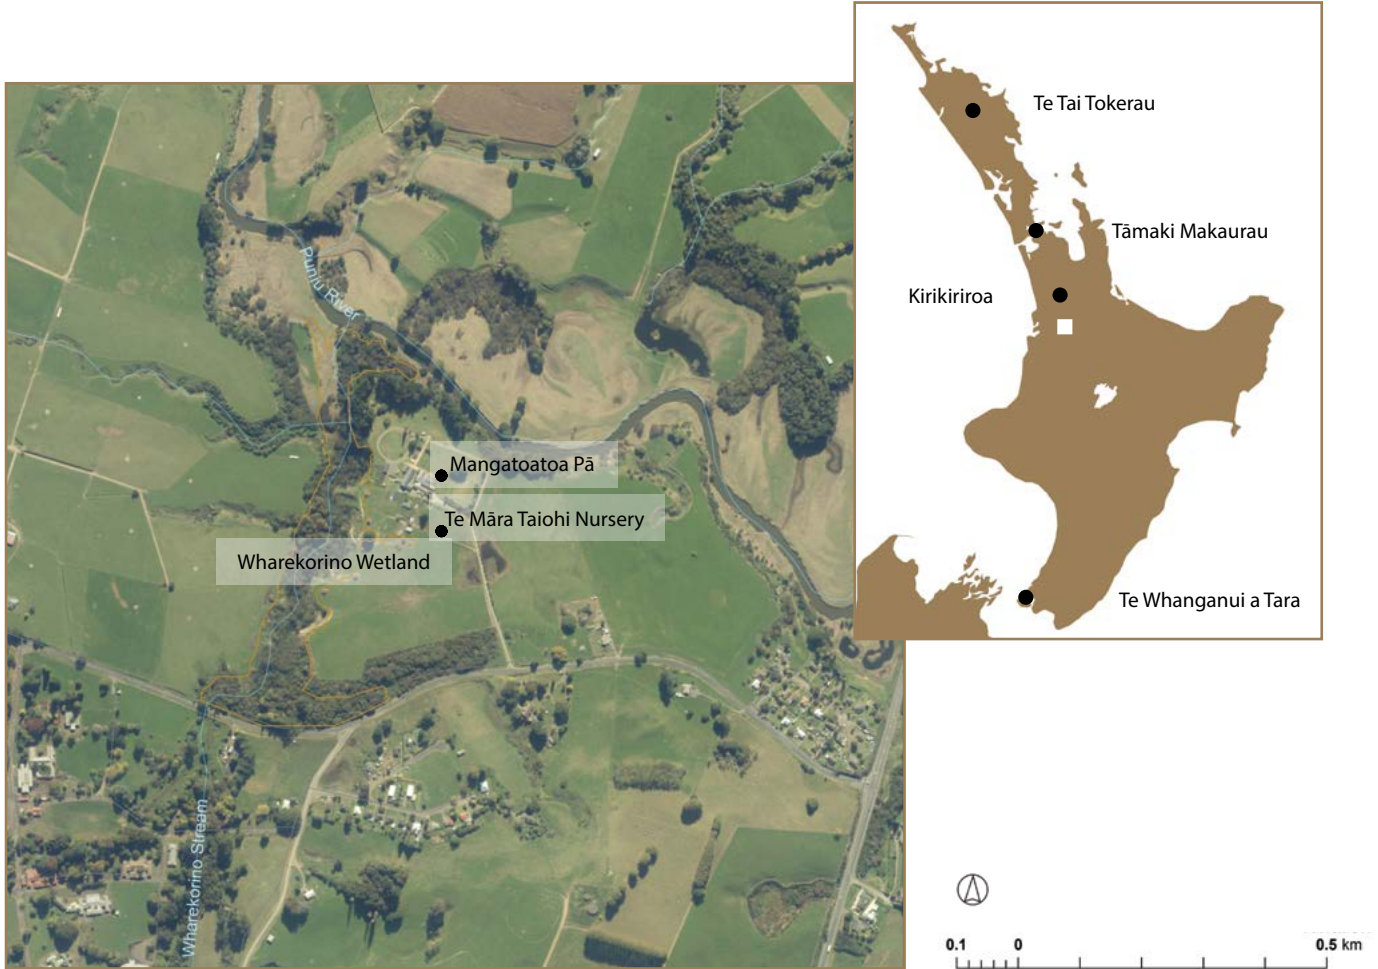 Te Tai Tokerau
Tāmaki Makaurau
Kirikiriroa
Te Whanganui a Tara
Puniu River
Mangatoatoa Pā
Te Māra Taiohi Nursery
Wharekorino Wetland
Wharekorino Stream
0.1 0 0.5 km